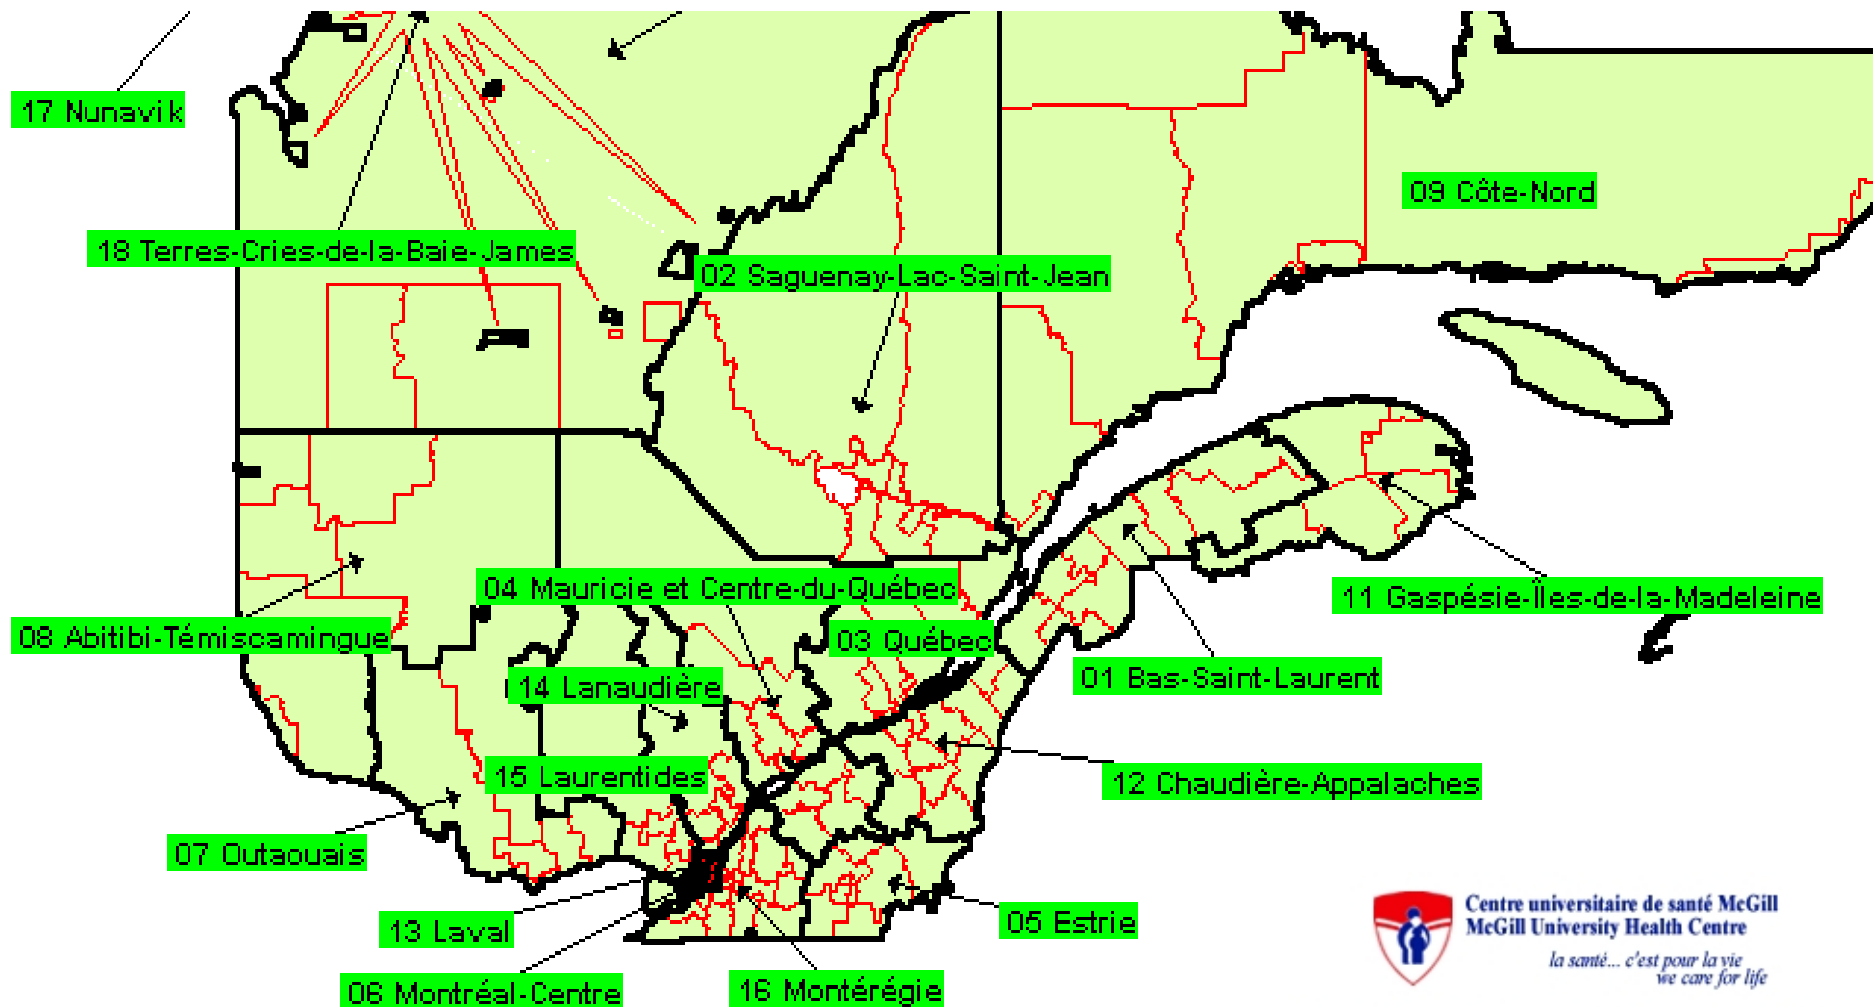 17 Nunavik
09 Côte-Nord
18 Terres-Cries-de-la-Baie-James
02 Saguenay-Lac-Saint-Jean
04 Mauricie et Centre-du-Québec
11 Gaspésie-Îles-de-la-Madeleine
08 Abitibi-Témiscamingue
03 Québec
14 Lanaudière
01 Bas-Saint-Laurent
15 Laurentides
12 Chaudière-Appalaches
07 Outaouais
13 Laval
05 Estrie
06 Montréal-Centre
16 Montérégie
Centre universitaire de santé McGill
McGill University Health Centre
la santé... c'est pour la vie
we care for life